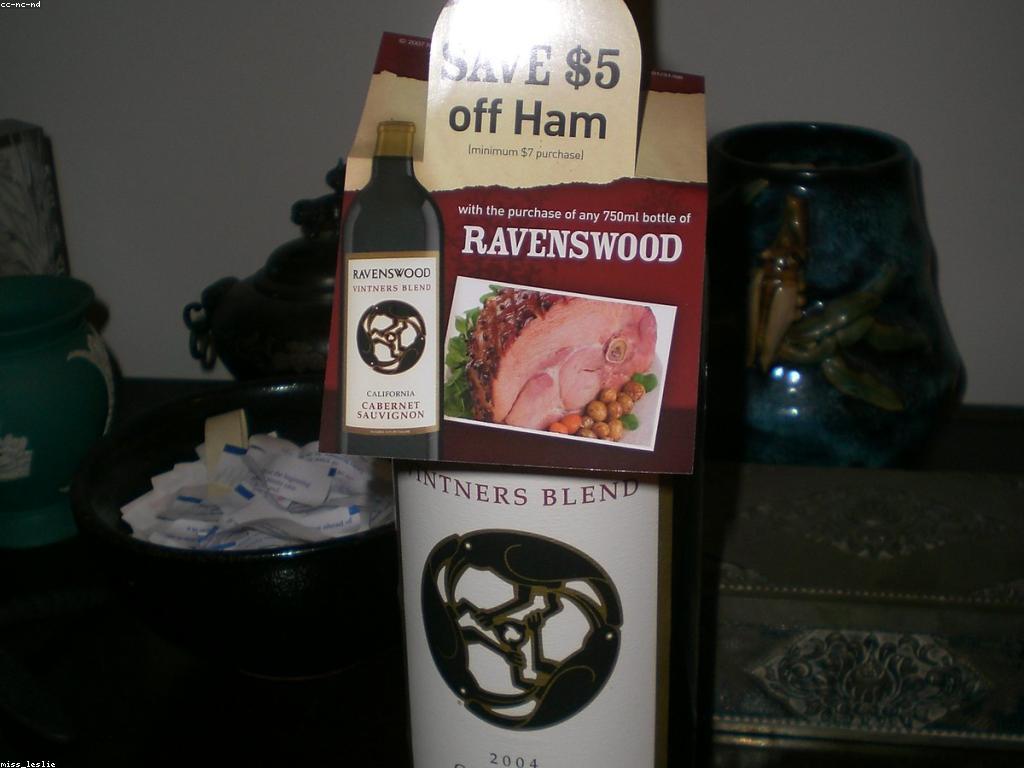 cc-nc-nd
© 2007
SAVE $5
off Ham
(minimum $7 purchase)
with the purchase of any 750ml bottle of
RAVENSWOOD
RAVENSWOOD
VINTNERS BLEND
CALIFORNIA
CABERNET
SAUVIGNON
VINTNERS BLEND
2004
miss_leslie